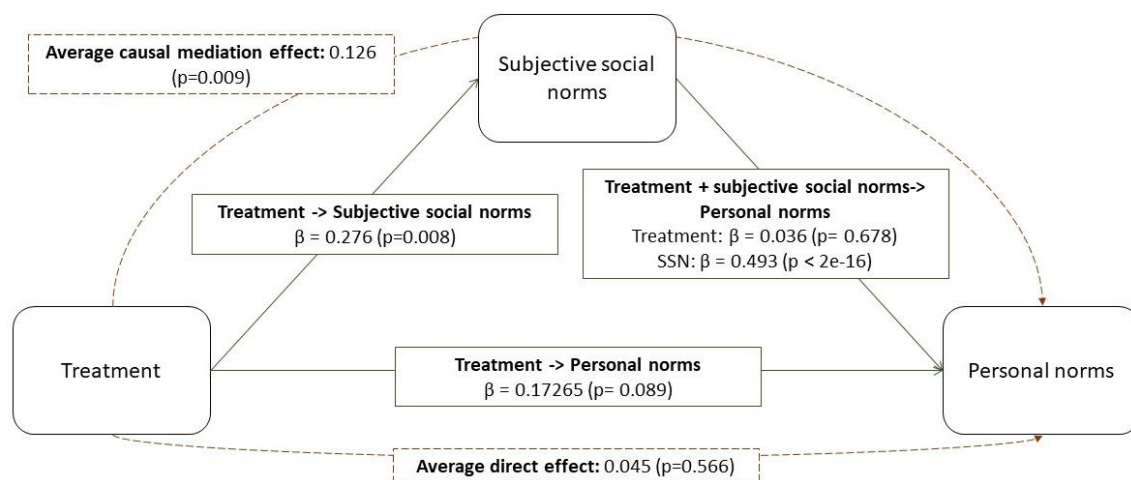 Average causal mediation effect: 0.126
(p=0.009)
Subjective social
norms
Treatment -> Subjective social norms
β = 0.276 (p=0.008)
Treatment + subjective social norms->
Personal norms
Treatment: β = 0.036 (p= 0.678)
SSN: β = 0.493 (p < 2e-16)
Treatment
Treatment -> Personal norms
β = 0.17265 (p= 0.089)
Personal norms
Average direct effect: 0.045 (p=0.566)